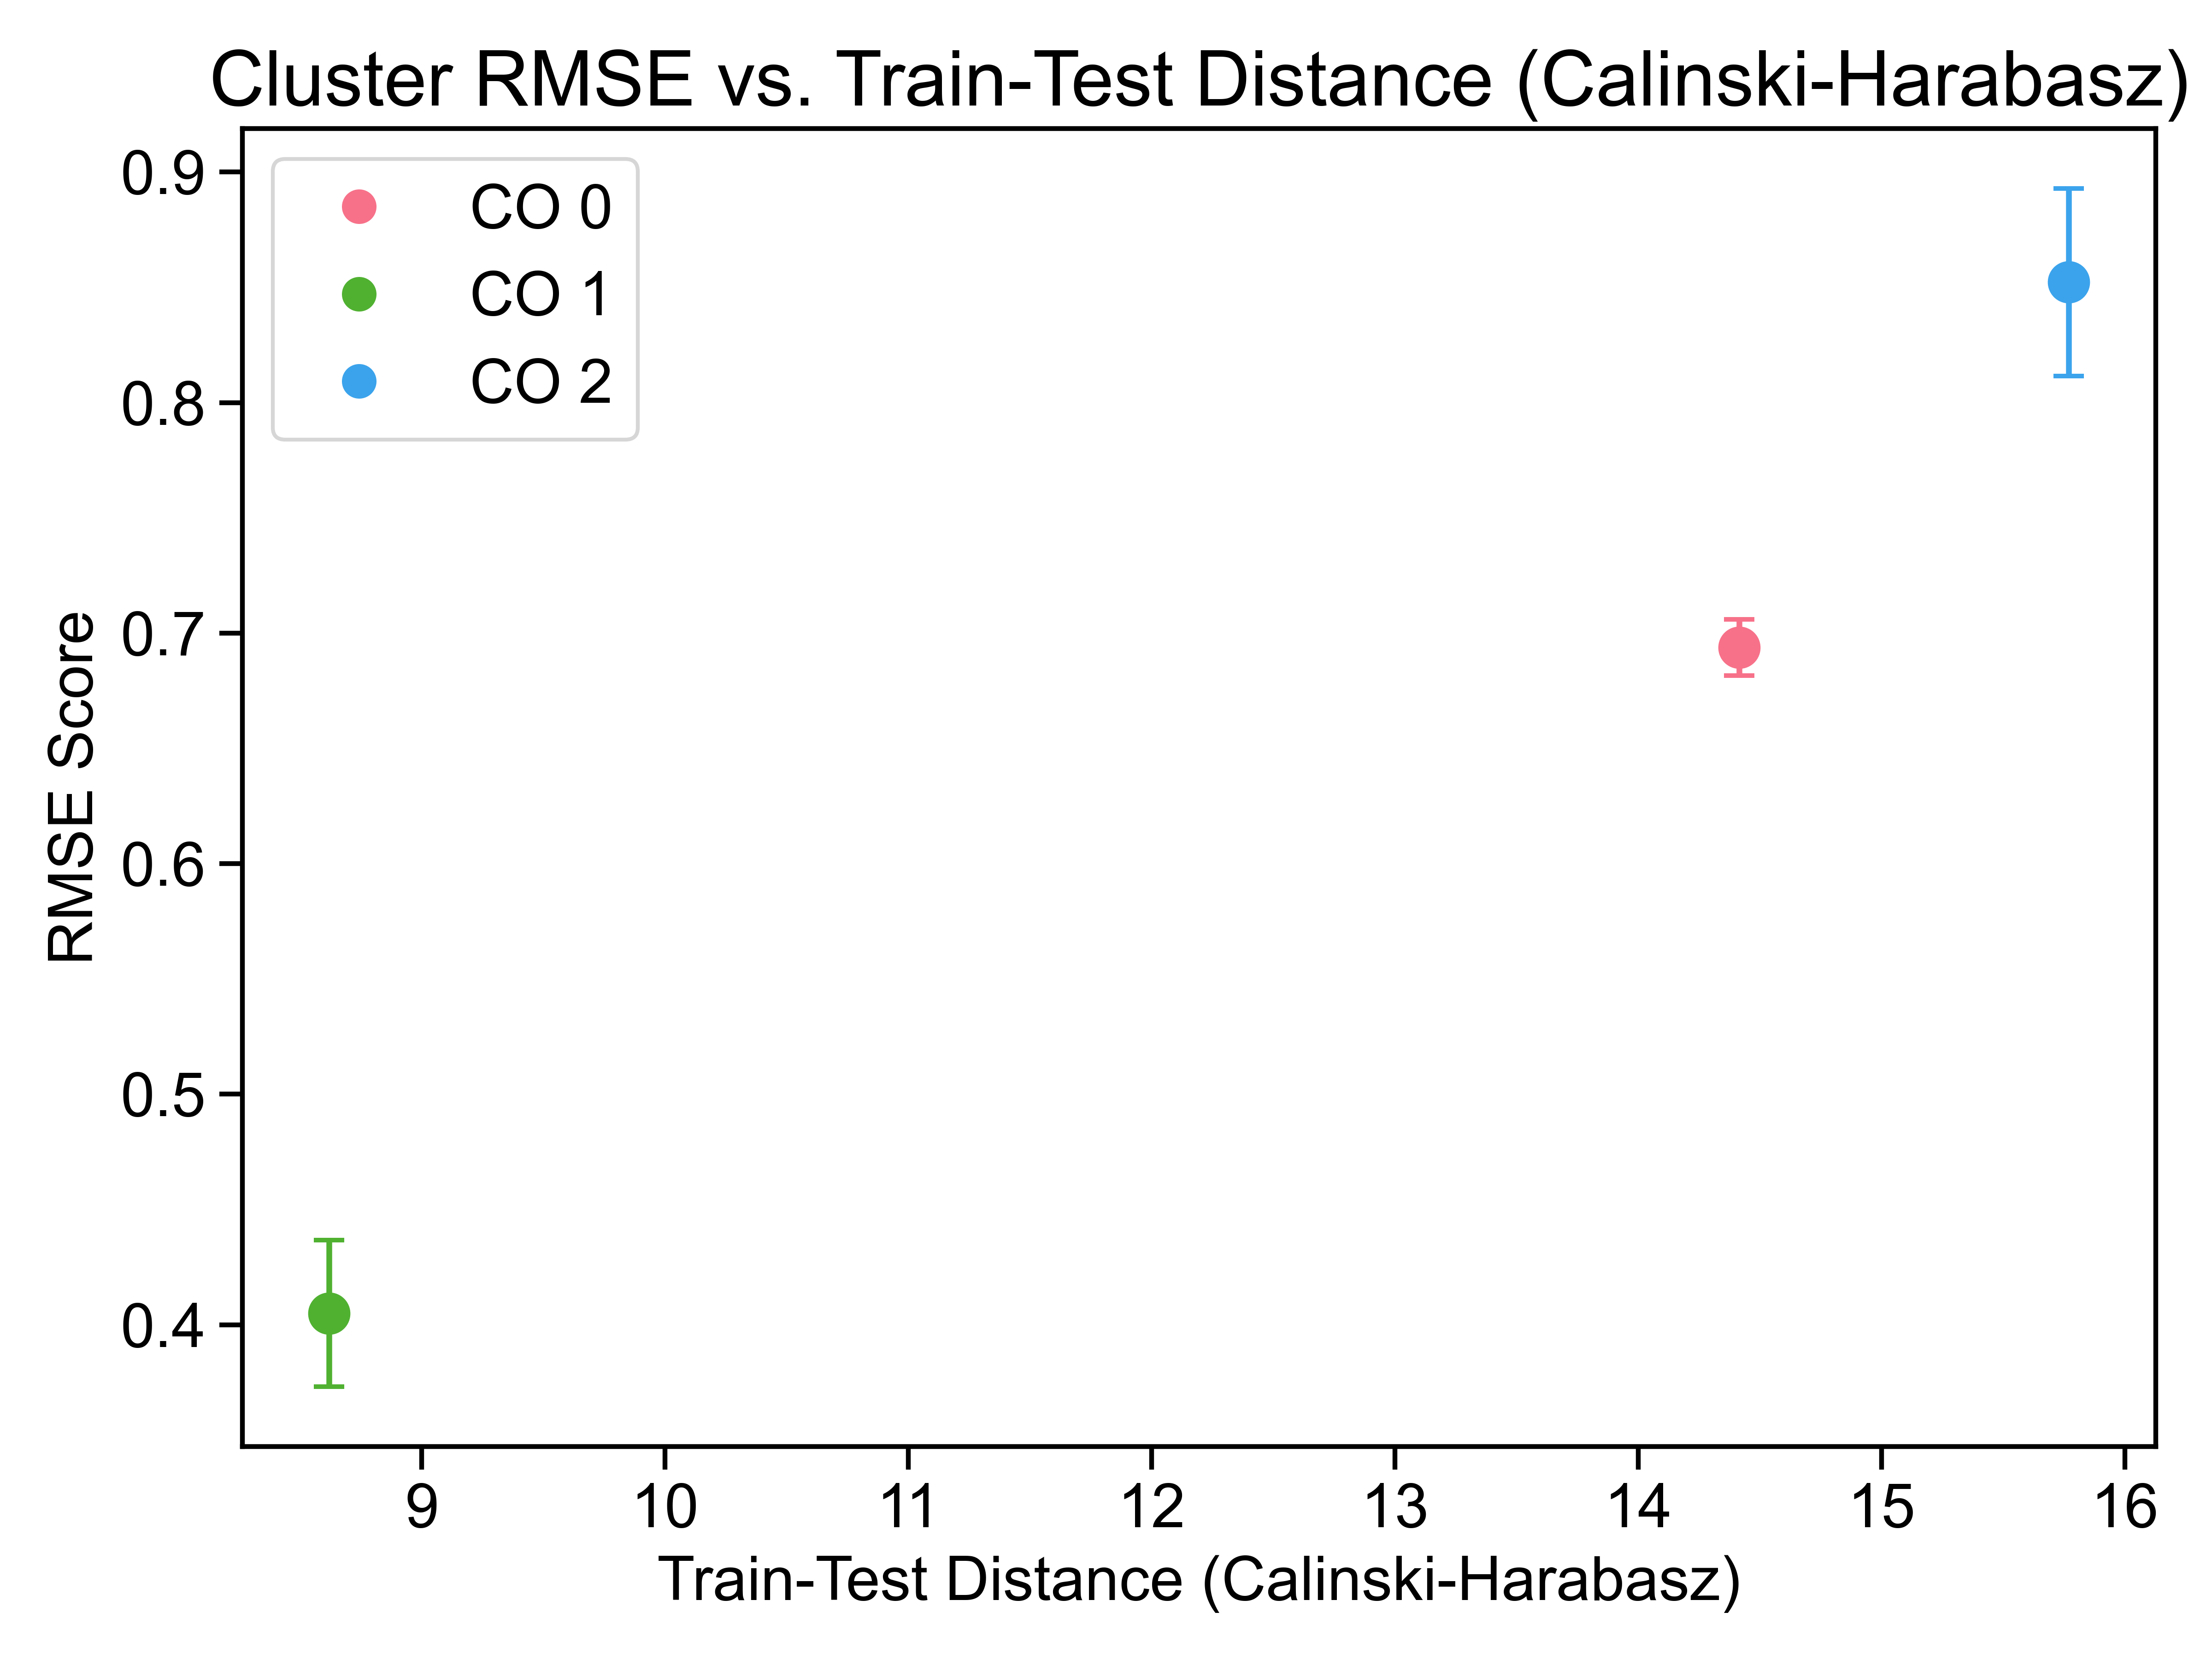 Cluster RMSE vs. Train-Test Distance (Calinski-Harabasz)
0.9
0.8
0.7
0.6
0.5
0.4
RMSE Score
CO 0
CO 1
CO 2
9 10 11 12 13 14 15 16
Train-Test Distance (Calinski-Harabasz)